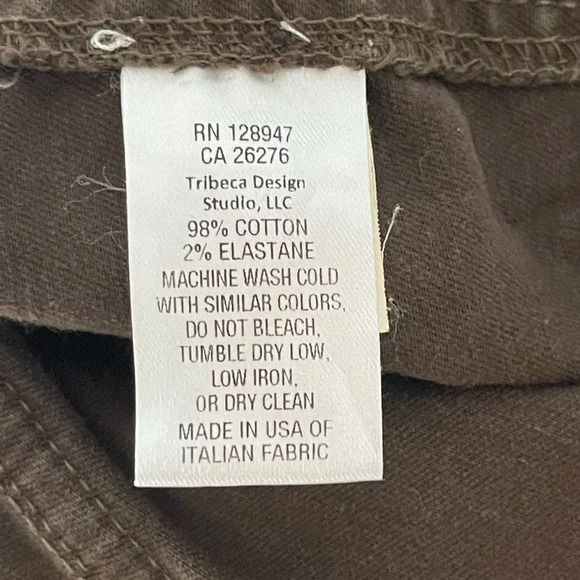 RN 128947
CA 26276
Tribeca Design
Studio, LLC
98% COTTON
2% ELASTANE
MACHINE WASH COLD
WITH SIMILAR COLORS,
DO NOT BLEACH,
TUMBLE DRY LOW,
LOW IRON,
OR DRY CLEAN
MADE IN USA OF
ITALIAN FABRIC